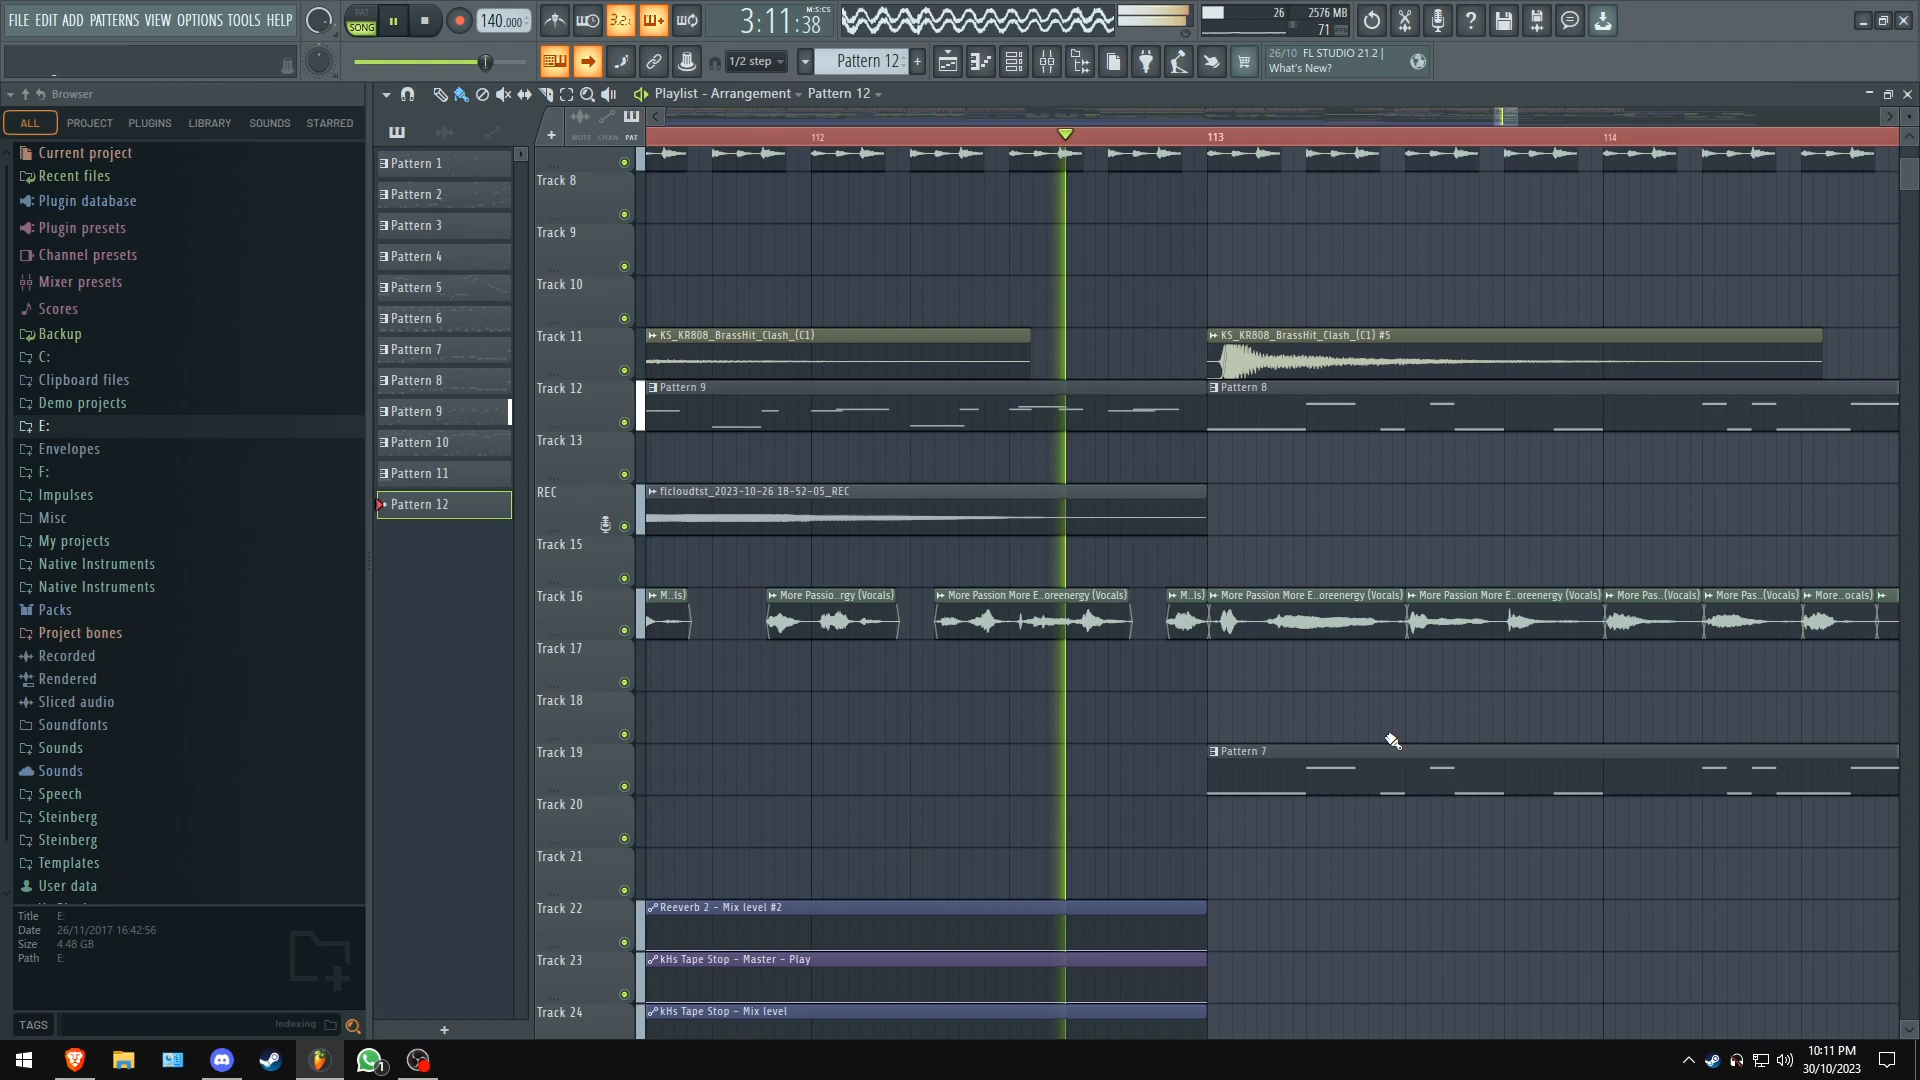 FILE EDIT ADD PATTERNS VIEW OPTIONS TOOLS HELP
PAT
SONG
140.000
3.2.
3:11:38
M:S:CS
26
2576 MB
71
1/2 step
Pattern 12
+
26/10 FL STUDIO 21.2 |
What's New?
Browser
Playlist - Arrangement
Pattern 12
ALL
PROJECT
PLUGINS
LIBRARY
SOUNDS
STARRED
NOTE
CHAN
PAT
112
113
114
Current project
Recent files
Plugin database
Plugin presets
Channel presets
Mixer presets
Scores
Backup
C:
Clipboard files
Demo projects
E:
Envelopes
F:
Impulses
Misc
My projects
Native Instruments
Native Instruments
Packs
Project bones
Recorded
Rendered
Sliced audio
Soundfonts
Sounds
Sounds
Speech
Steinberg
Steinberg
Templates
User data
Title E:
Date 26/11/2017 16:42:56
Size 4.48 GB
Path E:
TAGS
Indexing
Pattern 1
Pattern 2
Pattern 3
Pattern 4
Pattern 5
Pattern 6
Pattern 7
Pattern 8
Pattern 9
Pattern 10
Pattern 11
Pattern 12
+
Track 8
Track 9
Track 10
Track 11
KS_KR808_BrassHit_Clash_(C1)
KS_KR808_BrassHit_Clash_(C1) #5
Track 12
Pattern 9
Pattern 8
Track 13
REC
flcloudtst_2023-10-26 18-52-05_REC
Track 15
Track 16
M..ls)
More Passio..rgy (Vocals)
More Passion More E..oreenergy (Vocals)
M..ls)
More Passion More E..oreenergy (Vocals)
More Passion More E..oreenergy (Vocals)
More Pas..(Vocals)
More Pas..(Vocals)
More..ocals)
Track 17
Track 18
Track 19
Pattern 7
Track 20
Track 21
Track 22
Reeverb 2 - Mix level #2
Track 23
kHs Tape Stop - Master - Play
Track 24
kHs Tape Stop - Mix level
1
10:11 PM
30/10/2023